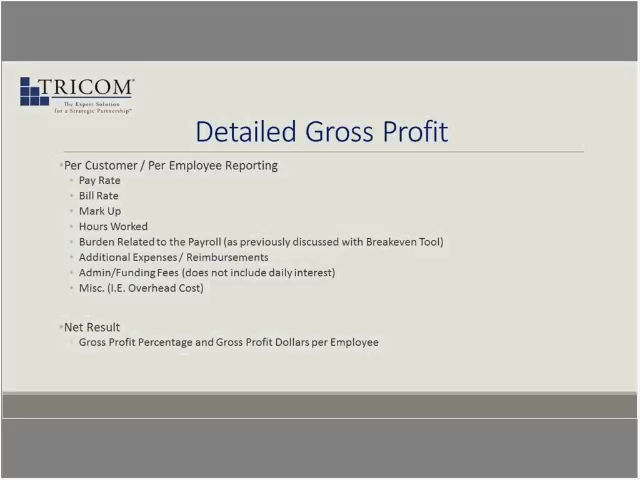 TRICOM
The Expert Solution
for a Strategic Partnership
Detailed Gross Profit
Per Customer / Per Employee Reporting
Pay Rate
Bill Rate
Mark Up
Hours Worked
Burden Related to the Payroll (as previously discussed with Breakeven Tool)
Additional Expenses / Reimbursements
Admin/Funding Fees (does not include daily interest)
Misc. (I.E. Overhead Cost)
Net Result
Gross Profit Percentage and Gross Profit Dollars per Employee